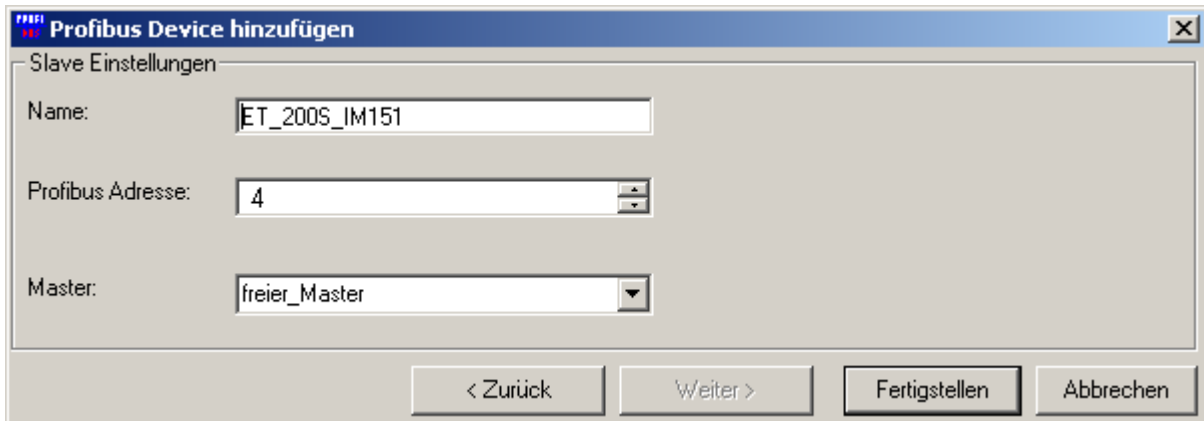 Profibus Device hinzufügen
Slave Einstellungen
Name:
ET_200S_IM151
Profibus Adresse:
4
Master:
freier_Master
< Zurück
Weiter >
Fertigstellen
Abbrechen